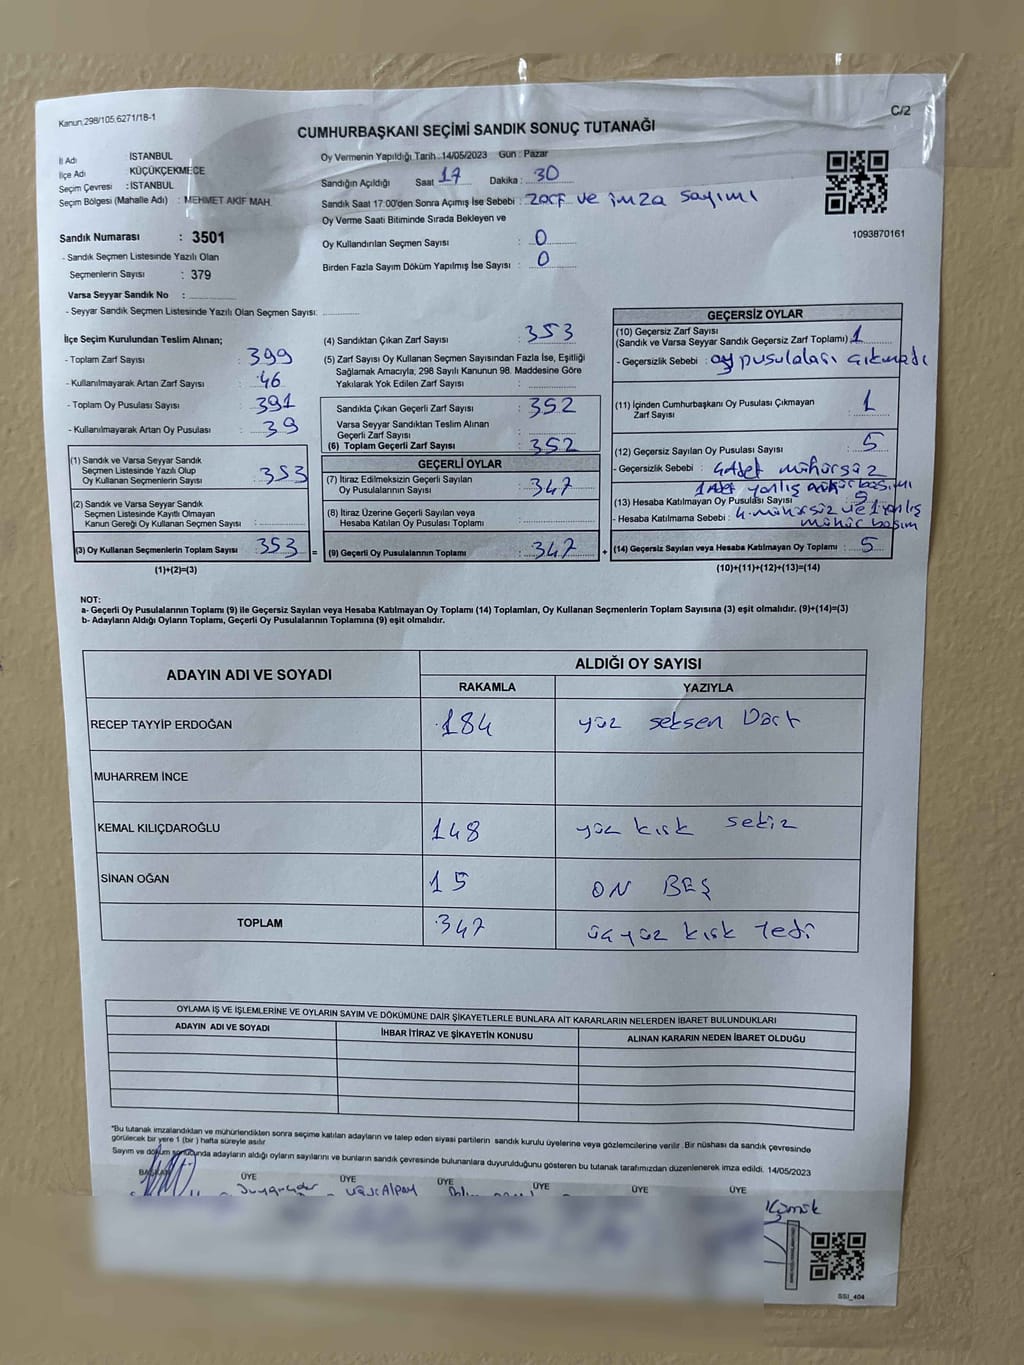 Kanun.298/105,6271/18-1
C/2
CUMHURBAŞKANI SEÇİMİ SANDIK SONUÇ TUTANAĞI
İl Adı : İSTANBUL
İlçe Adı : KÜÇÜKÇEKMECE
Seçim Çevresi : İSTANBUL
Seçim Bölgesi (Mahalle Adı) : MEHMET AKİF MAH.
Oy Vermenin Yapıldığı Tarih :14/05/2023 Gün : Pazar
Sandığın Açıldığı Saat 17 Dakika : 30
Sandık Saat 17:00'den Sonra Açımış İse Sebebi : zarf ve imza sayımı
Oy Verme Saati Bitiminde Sırada Bekleyen ve
Oy Kullandırılan Seçmen Sayısı : 0
Birden Fazla Sayım Döküm Yapılmış İse Sayısı : 0
1093870161
Sandık Numarası : 3501
- Sandık Seçmen Listesinde Yazılı Olan
Seçmenlerin Sayısı : 379
Varsa Seyyar Sandık No :
- Seyyar Sandık Seçmen Listesinde Yazılı Olan Seçmen Sayısı:
İlçe Seçim Kurulundan Teslim Alınan;
- Toplam Zarf Sayısı : 399
- Kullanılmayarak Artan Zarf Sayısı : 46
- Toplam Oy Pusulası Sayısı : 391
- Kullanılmayarak Artan Oy Pusulası : 39
(1) Sandık ve Varsa Seyyar Sandık
Seçmen Listesinde Yazılı Olup
Oy Kullanan Seçmenlerin Sayısı : 353
(2) Sandık ve Varsa Seyyar Sandık
Seçmen Listesinde Kayıtlı Olmayan
Kanun Gereği Oy Kullanan Seçmen Sayısı :
(3) Oy Kullanan Seçmenlerin Toplam Sayısı : 353 =
(1)+(2)=(3)
(4) Sandıktan Çıkan Zarf Sayısı : 353
(5) Zarf Sayısı Oy Kullanan Seçmen Sayısından Fazla İse, Eşitliği
Sağlamak Amacıyla, 298 Sayılı Kanunun 98. Maddesine Göre
Yakılarak Yok Edilen Zarf Sayısı :
Sandıkta Çıkan Geçerli Zarf Sayısı : 352
Varsa Seyyar Sandıktan Teslim Alınan
Geçerli Zarf Sayısı :
(6) Toplam Geçerli Zarf Sayısı : 352
GEÇERLİ OYLAR
(7) İtiraz Edilmeksizin Geçerli Sayılan
Oy Pusulalarının Sayısı : 347
(8) İtiraz Üzerine Geçerli Sayılan veya
Hesaba Katılan Oy Pusulası Toplamı :
(9) Geçerli Oy Pusulalarının Toplamı : 347 +
GEÇERSİZ OYLAR
(10) Geçersiz Zarf Sayısı
(Sandık ve Varsa Seyyar Sandık Geçersiz Zarf Toplamı) : 1
- Geçersizlik Sebebi : oy pusulaası çıkmadı
(11) İçinden Cumhurbaşkanı Oy Pusulası Çıkmayan
Zarf Sayısı : 1
(12) Geçersiz Sayılan Oy Pusulası Sayısı : 5
- Geçersizlik Sebebi : 4 adet mühürsüz
1 Adet yanlış mühür basımı
(13) Hesaba Katılmayan Oy Pusulası Sayısı : 5
- Hesaba Katılmama Sebebi : 4. mühürsüz ve 1 yanlış
mühür basım
(14) Geçersiz Sayılan veya Hesaba Katılmayan Oy Toplamı : 5
(10)+(11)+(12)+(13)=(14)
NOT:
a- Geçerli Oy Pusulalarının Toplamı (9) ile Geçersiz Sayılan veya Hesaba Katılmayan Oy Toplamı (14) Toplamları, Oy Kullanan Seçmenlerin Toplam Sayısına (3) eşit olmalıdır. (9)+(14)=(3)
b- Adayların Aldığı Oyların Toplamı, Geçerli Oy Pusulalarının Toplamına (9) eşit olmalıdır.
ADAYIN ADI VE SOYADI
ALDIĞI OY SAYISI
RAKAMLA YAZIYLA
RECEP TAYYİP ERDOĞAN 184 yüz seksen Dört
MUHARREM İNCE
KEMAL KILIÇDAROĞLU 148 yüz kırk sekiz
SİNAN OĞAN 15 ON BEŞ
TOPLAM 347 üçyüz kırk Yedi
OYLAMA İŞ VE İŞLEMLERİNE VE OYLARIN SAYIM VE DÖKÜMÜNE DAİR ŞİKAYETLERLE BUNLARA AİT KARARLARIN NELERDEN İBARET BULUNDUKLARI
ADAYIN ADI VE SOYADI İHBAR İTİRAZ VE ŞİKAYETİN KONUSU ALINAN KARARIN NEDEN İBARET OLDUĞU
*Bu tutanak imzalandıktan ve mühürlendikten sonra seçime katılan adayların ve talep eden siyasi partilerin sandık kurulu üyelerine veya gözlemcilerine verilir. Bir nüshası da sandık çevresinde
görülecek bir yere 1 (bir ) hafta süreyle asılır.
Sayım ve döküm sonucunda adayların aldığı oyların sayılarını ve bunların sandık çevresinde bulunanlara duyurulduğunu gösteren bu tutanak tarafımızdan düzenlenerek imza edildi. 14/05/2023
BAŞKAN ÜYE ÜYE ÜYE ÜYE ÜYE ÜYE
SSI_404